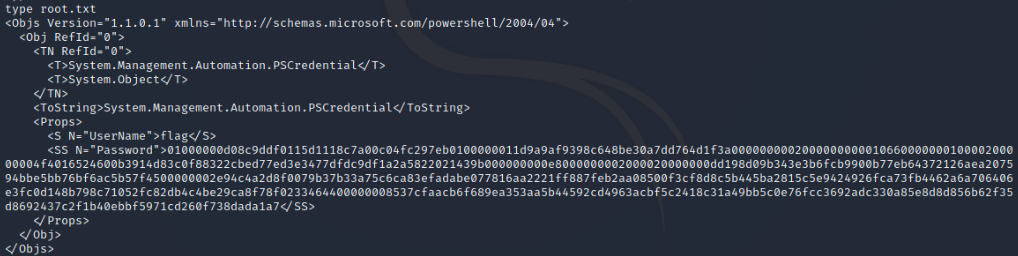 type root.txt
<Objs Version="1.1.0.1" xmlns="http://schemas.microsoft.com/powershell/2004/04">
  <Obj RefId="0">
    <TN RefId="0">
      <T>System.Management.Automation.PSCredential</T>
      <T>System.Object</T>
    </TN>
    <ToString>System.Management.Automation.PSCredential</ToString>
    <Props>
      <S N="UserName">flag</S>
      <SS N="Password">01000000d08c9ddf0115d1118c7a00c04fc297eb0100000011d9a9af9398c648be30a7dd764d1f3a000000000200000000001066000000010000200000004f4016524600b3914d83c0f88322cbed77ed3e3477dfdc9df1a2a5822021439b000000000e8000000002000020000000dd198d09b343e3b6fcb9900b77eb64372126aea207594bbe5bb76bf6ac5b57f4500000002e94c4a2d8f0079b37b33a75c6ca83efadabe077816aa2221ff887feb2aa08500f3cf8d8c5b445ba2815c5e9424926fca73fb4462a6a706406e3fc0d148b798c71052fc82db4c4be29ca8f78f0233464400000008537cfaacb6f689ea353aa5b44592cd4963acbf5c2418c31a49bb5c0e76fcc3692adc330a85e8d8d856b62f35d8692437c2f1b40ebbf5971cd260f738dada1a7</SS>
    </Props>
  </Obj>
</Objs>